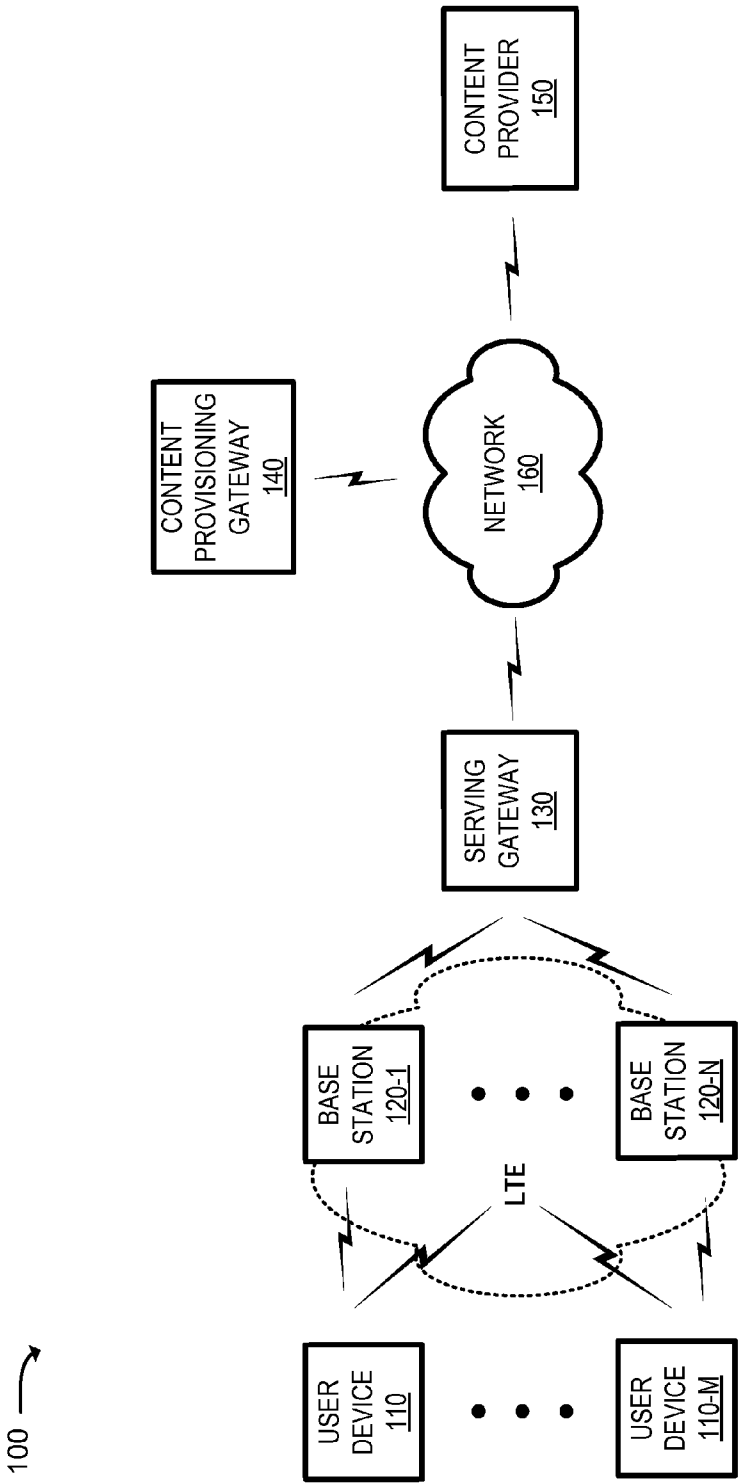 100
USER
DEVICE
110
USER
DEVICE
110-M
BASE
STATION
120-1
LTE
BASE
STATION
120-N
SERVING
GATEWAY
130
CONTENT
PROVISIONING
GATEWAY
140
NETWORK
160
CONTENT
PROVIDER
150